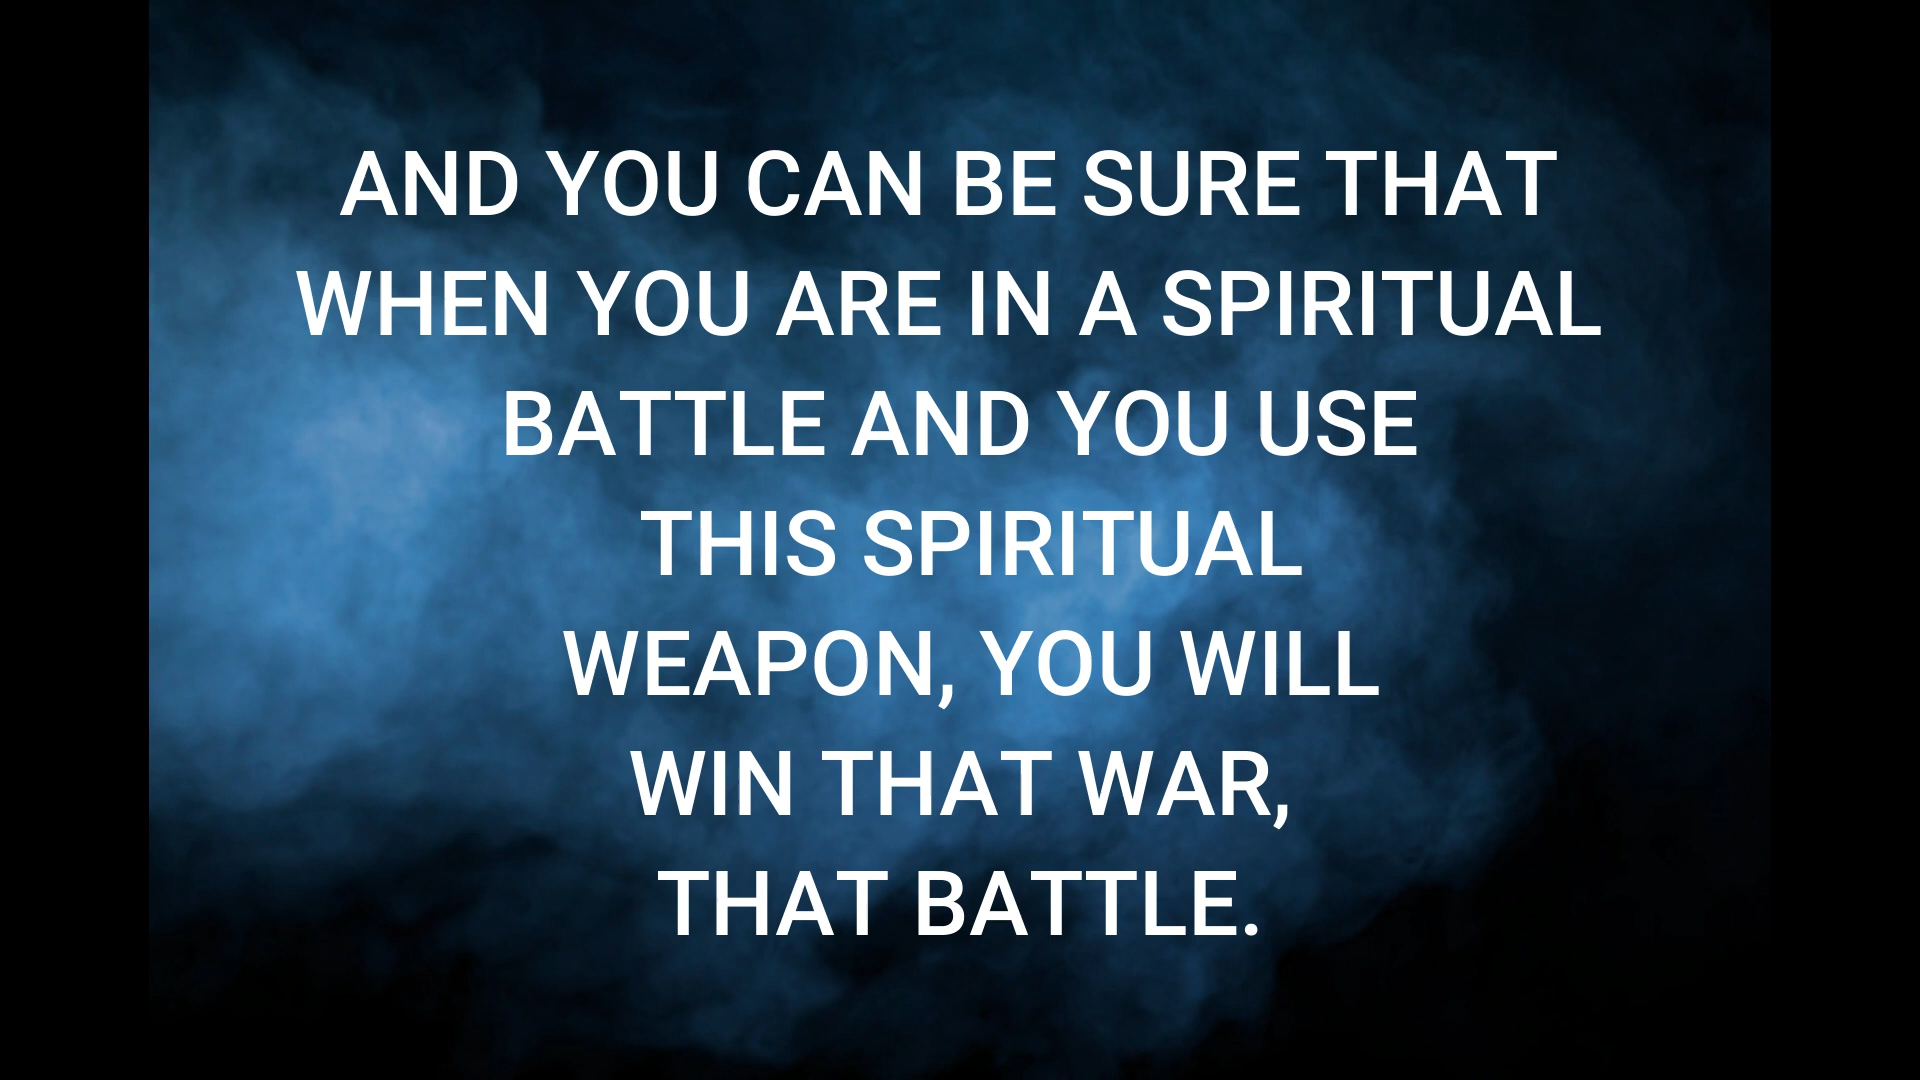 AND YOU CAN BE SURE THAT
WHEN YOU ARE IN A SPIRITUAL
BATTLE AND YOU USE
THIS SPIRITUAL
WEAPON, YOU WILL
WIN THAT WAR,
THAT BATTLE.